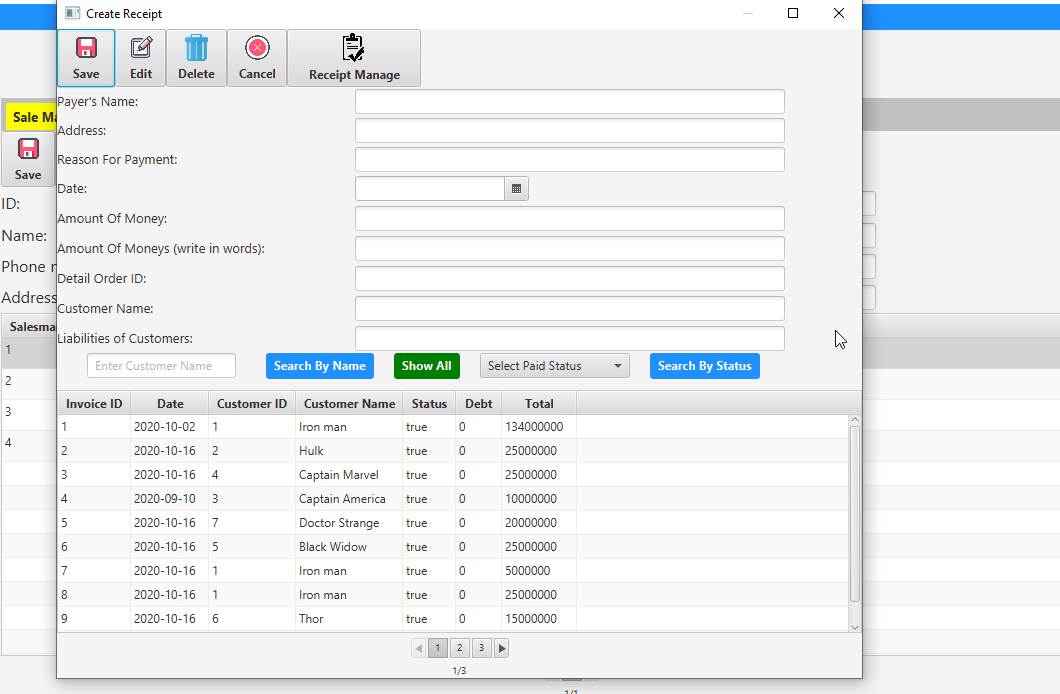 Create Receipt
Save Edit Delete Cancel Receipt Manage
Payer's Name:
Address:
Reason For Payment:
Date:
Amount Of Money:
Amount Of Moneys (write in words):
Detail Order ID:
Customer Name:
Liabilities of Customers:
Enter Customer Name Search By Name Show All Select Paid Status Search By Status
Invoice ID Date Customer ID Customer Name Status Debt Total
1 2020-10-02 1 Iron man true 0 134000000
2 2020-10-16 2 Hulk true 0 25000000
3 2020-10-16 4 Captain Marvel true 0 25000000
4 2020-09-10 3 Captain America true 0 10000000
5 2020-10-16 7 Doctor Strange true 0 20000000
6 2020-10-16 5 Black Widow true 0 25000000
7 2020-10-16 1 Iron man true 0 5000000
8 2020-10-16 1 Iron man true 0 25000000
9 2020-10-16 6 Thor true 0 15000000
1 2 3
1/3
Sale Ma
Save
ID:
Name:
Phone
Address
Salesma
1
2
3
4
1/1